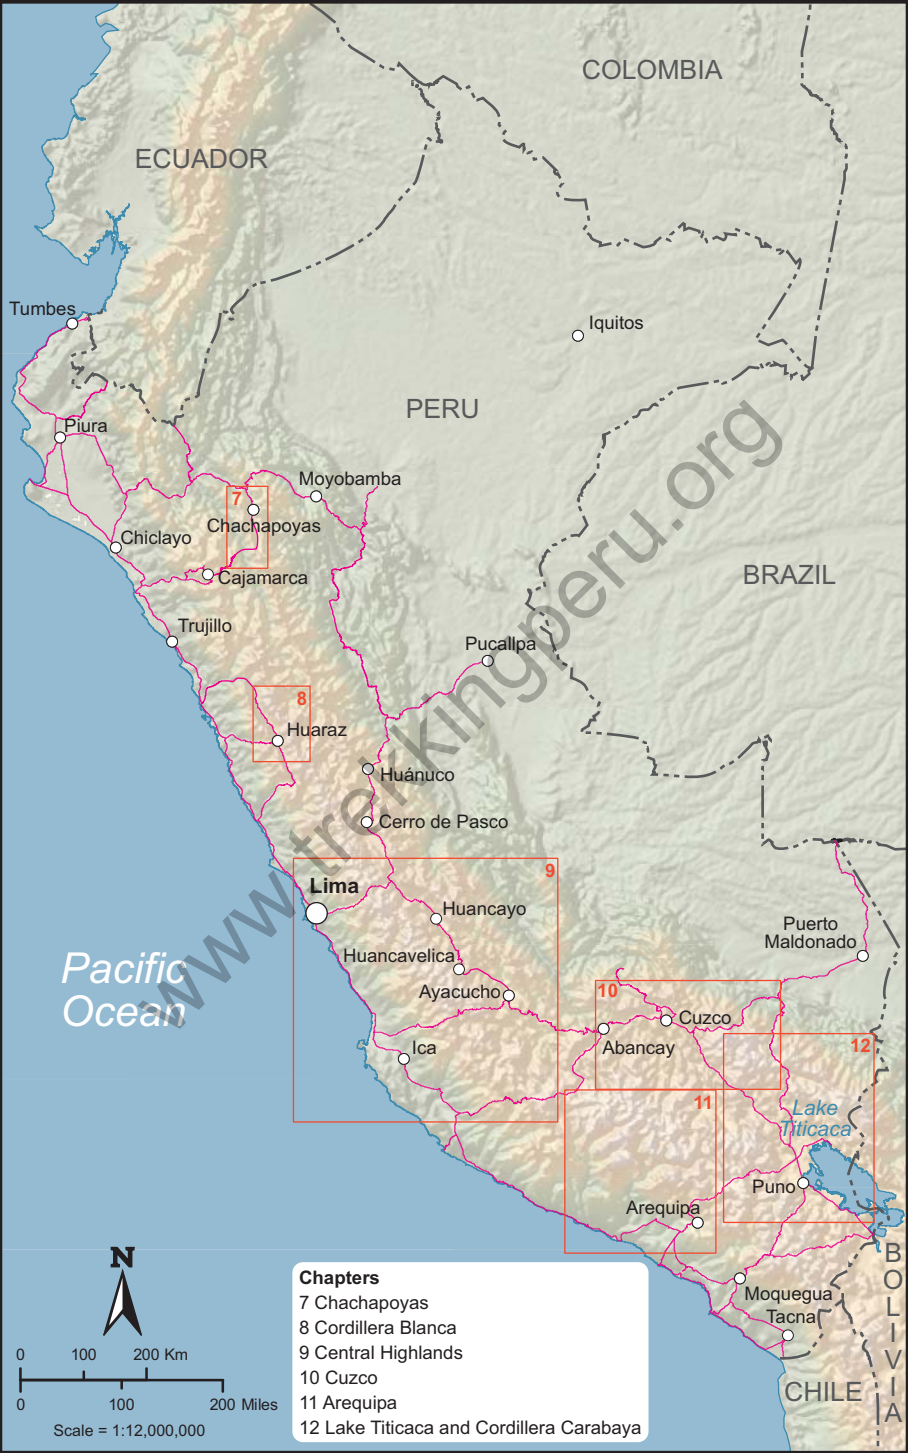 COLOMBIA
ECUADOR
Tumbes
Iquitos
PERU
Piura
Moyobamba
7
Chachapoyas
Chiclayo
Cajamarca
BRAZIL
Trujillo
Pucallpa
8
Huaraz
Huánuco
Cerro de Pasco
9
Lima
Huancayo
Puerto
Maldonado
Huancavelica
Pacific
Ocean
Ayacucho
10
Cuzco
Abancay
Ica
12
11
Lake
Titicaca
Puno
Arequipa
BOLIVIA
Moquegua
Tacna
CHILE
www.trekkingperu.org
N
0 100 200 Km
0 100 200 Miles
Scale = 1:12,000,000
Chapters
7 Chachapoyas
8 Cordillera Blanca
9 Central Highlands
10 Cuzco
11 Arequipa
12 Lake Titicaca and Cordillera Carabaya